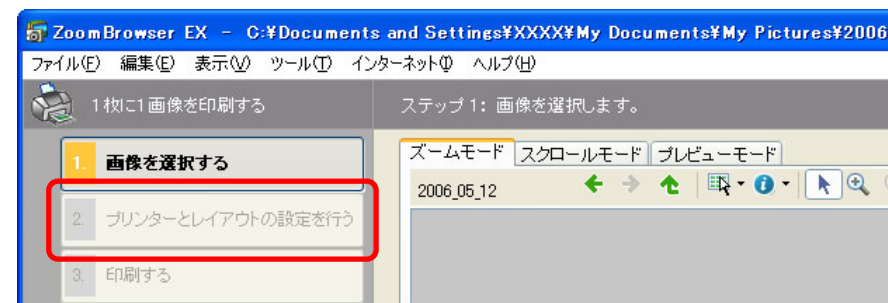 ZoomBrowser EX - C:¥Documents and Settings¥XXXX¥My Documents¥My Pictures¥2006
ファイル(F) 編集(E) 表示(V) ツール(T) インターネット(I) ヘルプ(H)
1枚に1画像を印刷する
ステップ1: 画像を選択します。
1. 画像を選択する
2. プリンターとレイアウトの設定を行う
3. 印刷する
ズームモード スクロールモード プレビューモード
2006_05_12